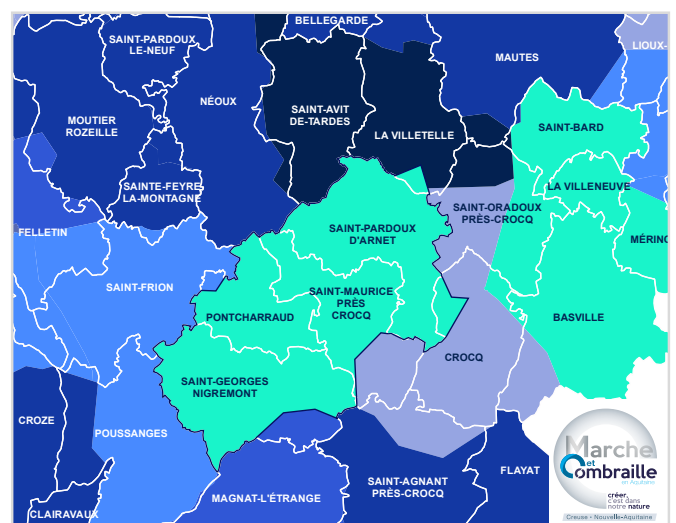 BELLEGARDE
SAINT-PARDOUX
LE-NEUF
LIOUX-
MAUTES
NÉOUX
SAINT-AVIT
DE-TARDES
MOUTIER
ROZEILLE
LA VILLETELLE
SAINT-BARD
SAINTE-FEYRE
LA-MONTAGNE
LA VILLENEUVE
SAINT-ORADOUX
PRÈS-CROCQ
FELLETIN
SAINT-PARDOUX
D'ARNET
MÉRINC
SAINT-FRION
SAINT-MAURICE
PRÈS
CROCQ
PONTCHARRAUD
BASVILLE
CROCQ
SAINT-GEORGES
NIGREMONT
CROZE
POUSSANGES
FLAYAT
SAINT-AGNANT
PRÈS-CROCQ
MAGNAT-L'ÉTRANGE
CLAIRAVAUX
Marche
et
Combraille
en Aquitaine
créer,
c'est dans
notre nature
Creuse - Nouvelle-Aquitaine